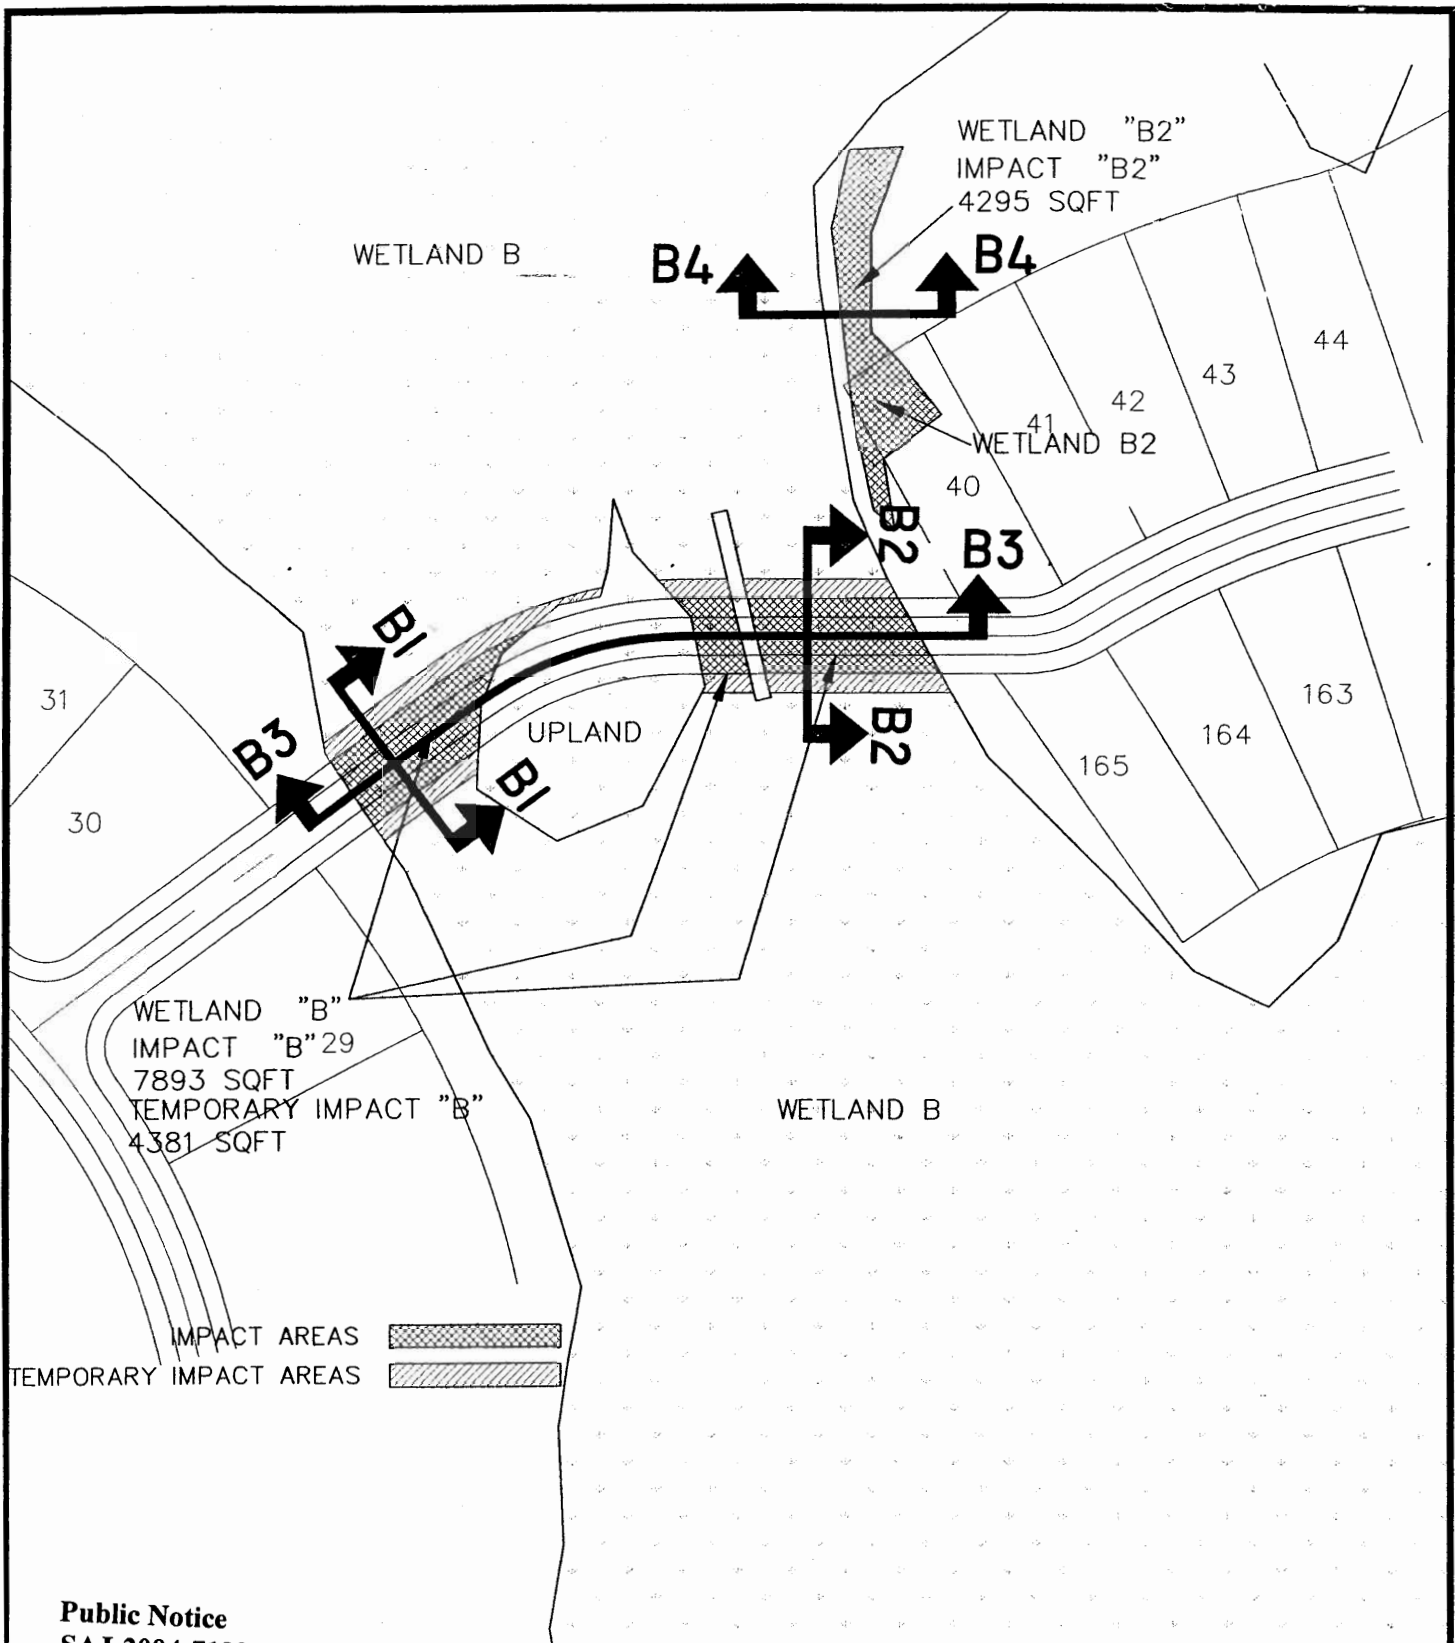 WETLAND "B2"
IMPACT "B2"
4295 SQFT
WETLAND B
B4
B4
44
43
42
41
WETLAND B2
40
B2
B3
B1
31
163
UPLAND
B2
164
B3
165
B1
30
WETLAND "B"
IMPACT "B" 29
7893 SQFT
TEMPORARY IMPACT "B"
4381 SQFT
WETLAND B
IMPACT AREAS
TEMPORARY IMPACT AREAS
Public Notice